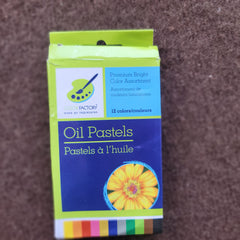 FACTORY
Premium Bright
Color Assortment
Assortiment de
couleurs lumineuses
12 colors/couleurs
Oil Pastels
Pastels à l'huile